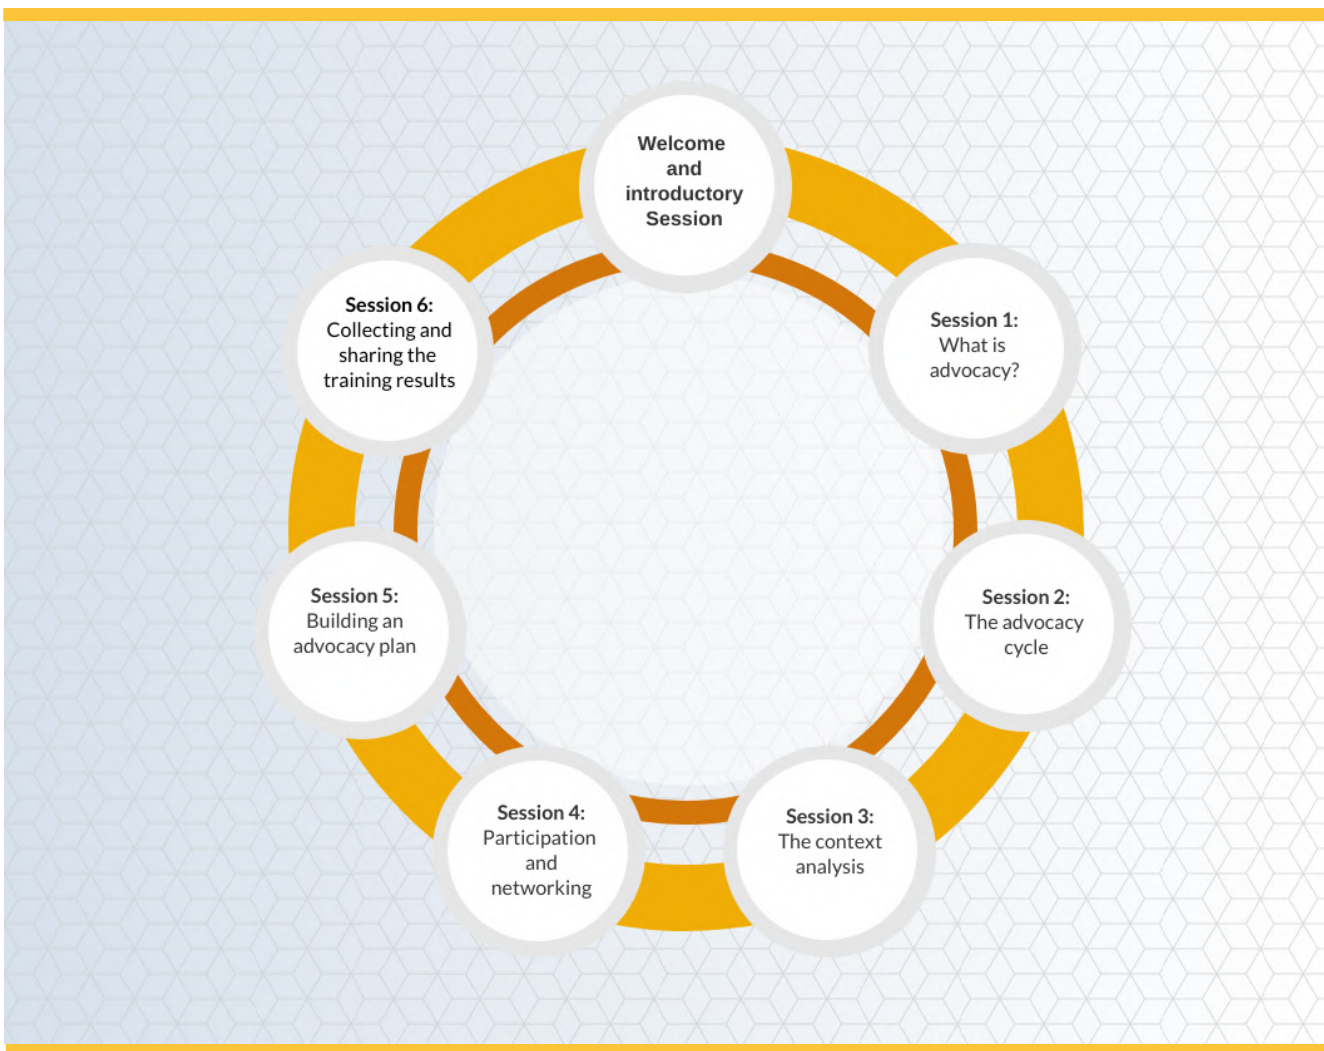 Welcome
and
introductory
Session
Session 1:
What is
advocacy?
Session 2:
The advocacy
cycle
Session 3:
The context
analysis
Session 4:
Participation
and
networking
Session 5:
Building an
advocacy plan
Session 6:
Collecting and
sharing the
training results